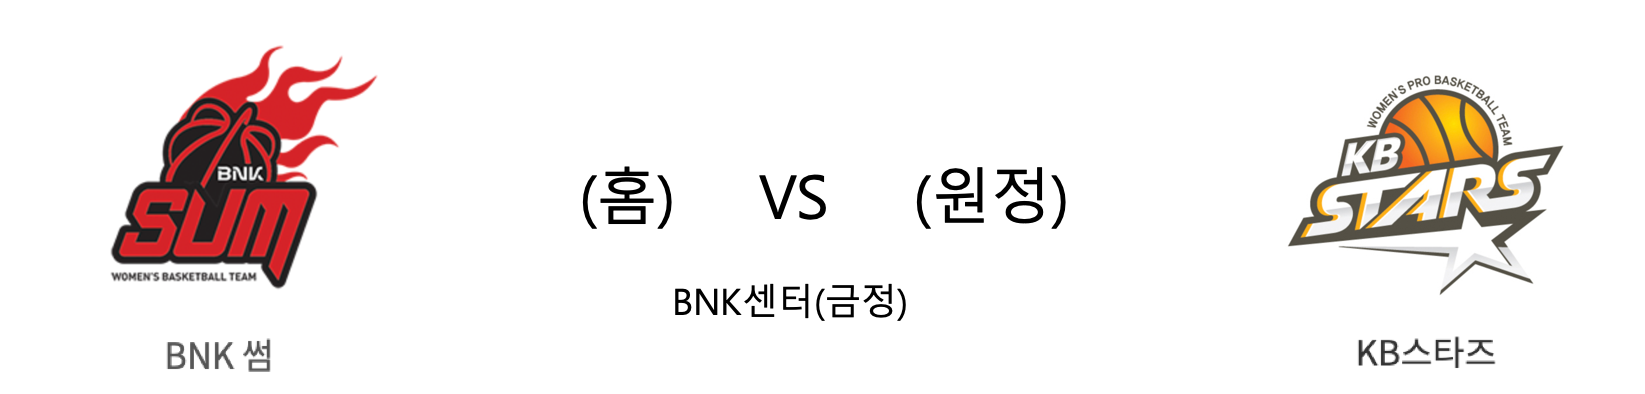 BNK
SUM
WOMEN'S BASKETBALL TEAM
BNK 썸
(홈) VS (원정)
BNK센터(금정)
WOMEN'S PRO BASKETBALL TEAM
KB
STARS
KB스타즈